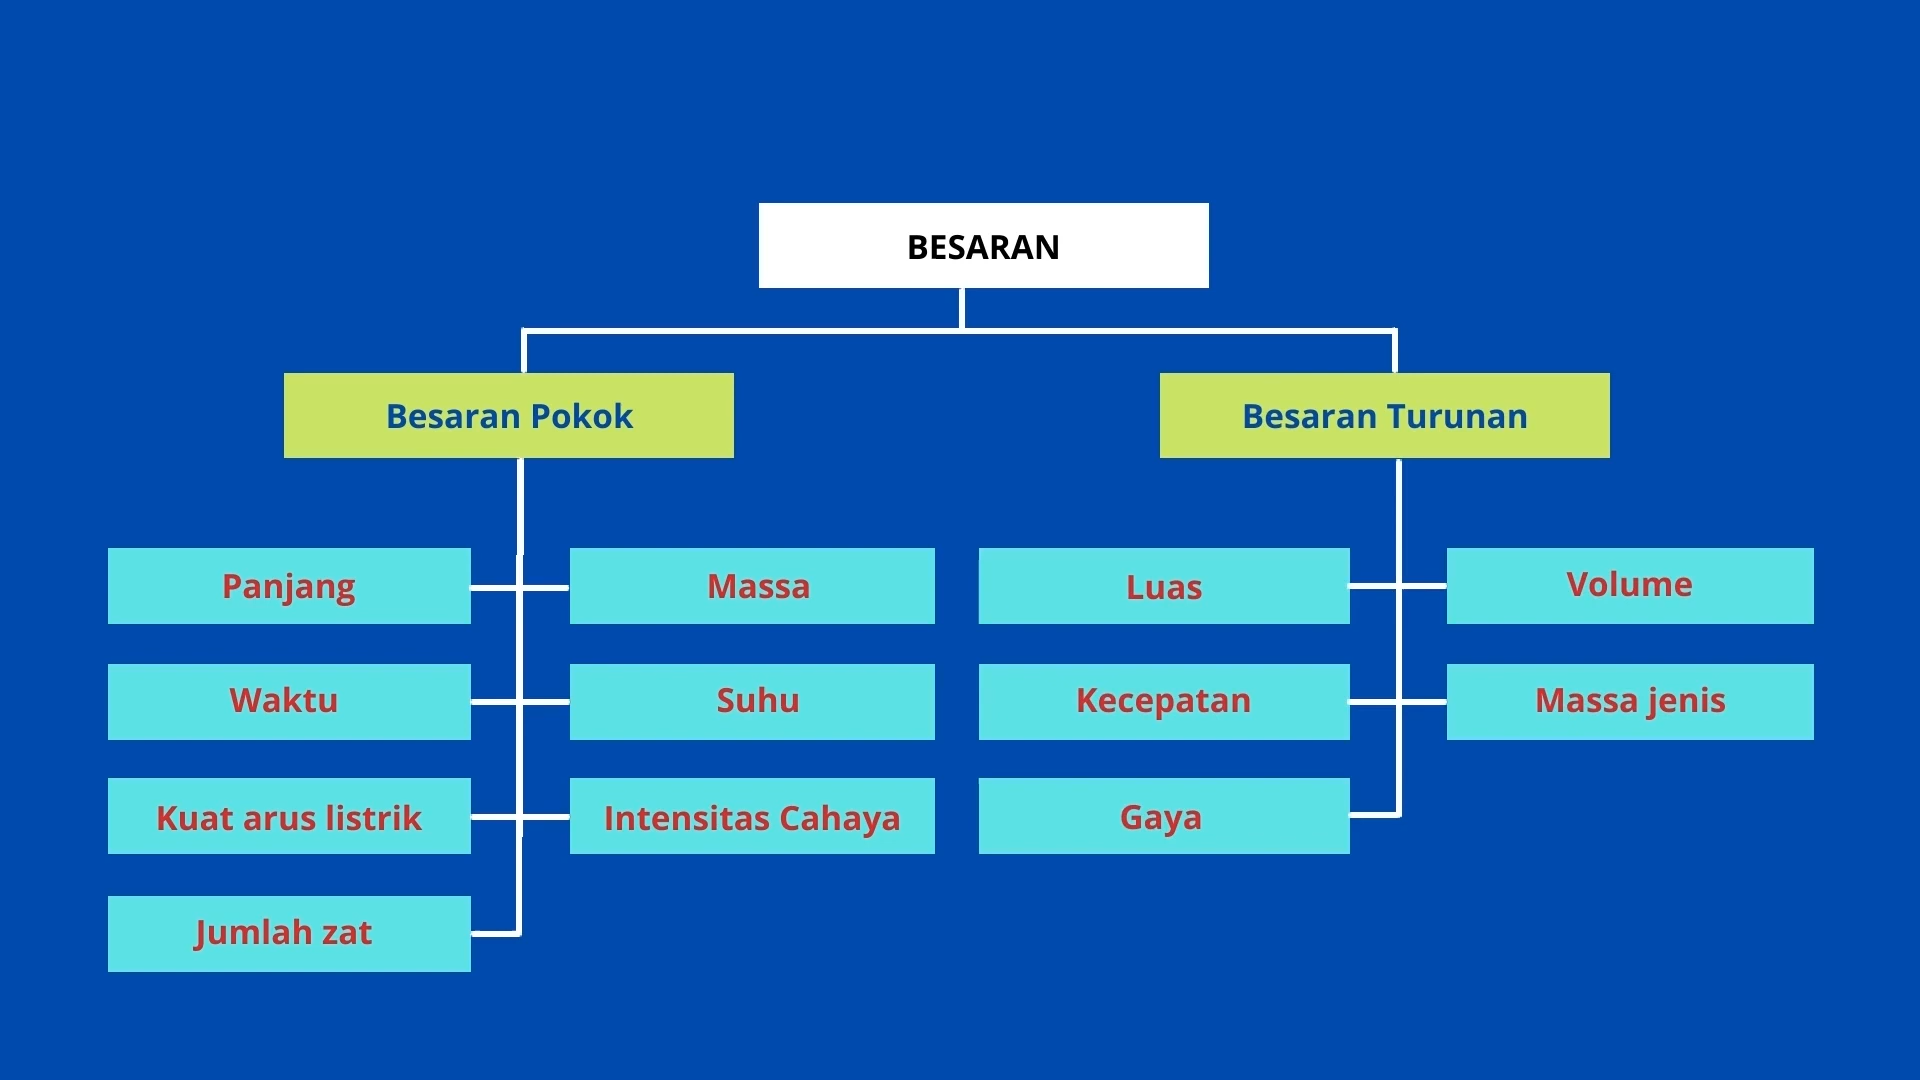 BESARAN
Besaran Pokok
Besaran Turunan
Panjang
Massa
Luas
Volume
Waktu
Suhu
Kecepatan
Massa jenis
Kuat arus listrik
Intensitas Cahaya
Gaya
Jumlah zat